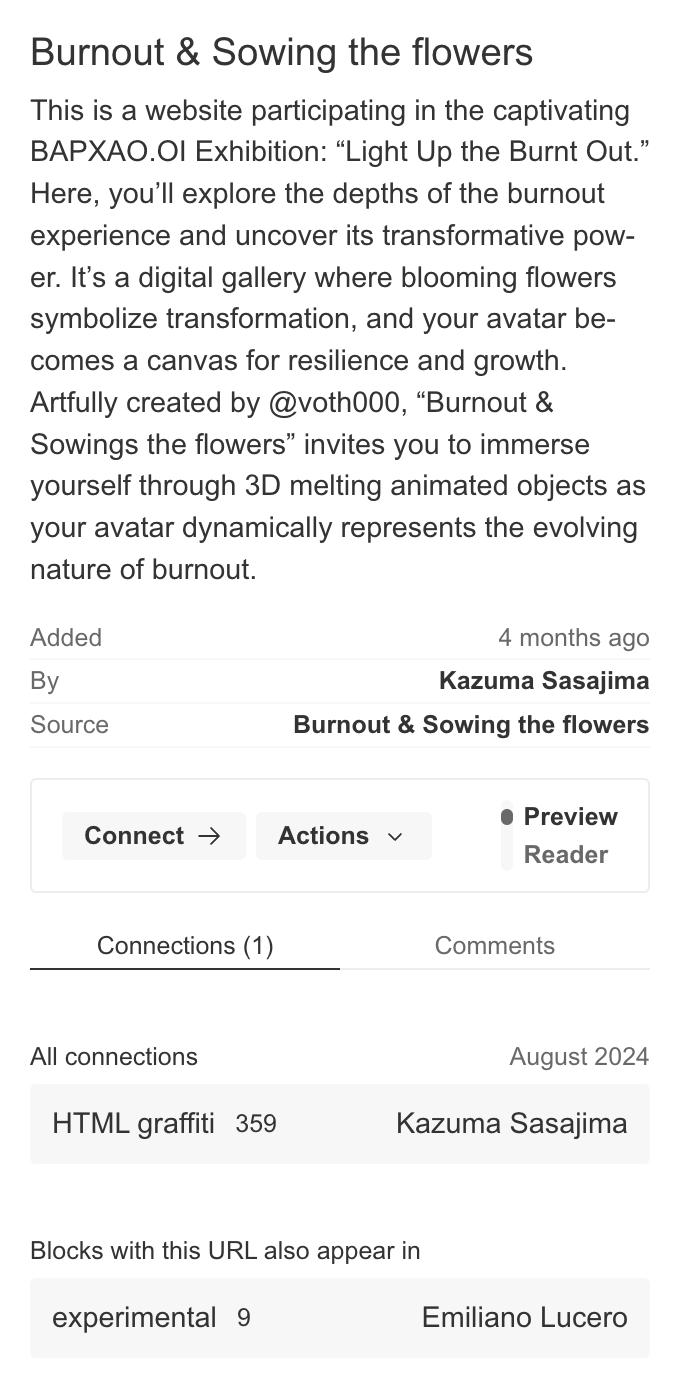 Burnout & Sowing the flowers
This is a website participating in the captivating
BAPXAO.OI Exhibition: “Light Up the Burnt Out.”
Here, you’ll explore the depths of the burnout
experience and uncover its transformative pow-
er. It’s a digital gallery where blooming flowers
symbolize transformation, and your avatar be-
comes a canvas for resilience and growth.
Artfully created by @voth000, “Burnout &
Sowings the flowers” invites you to immerse
yourself through 3D melting animated objects as
your avatar dynamically represents the evolving
nature of burnout.
Added 4 months ago
By Kazuma Sasajima
Source Burnout & Sowing the flowers
Connect → Actions Preview
Reader
Connections (1) Comments
All connections August 2024
HTML graffiti 359 Kazuma Sasajima
Blocks with this URL also appear in
experimental 9 Emiliano Lucero